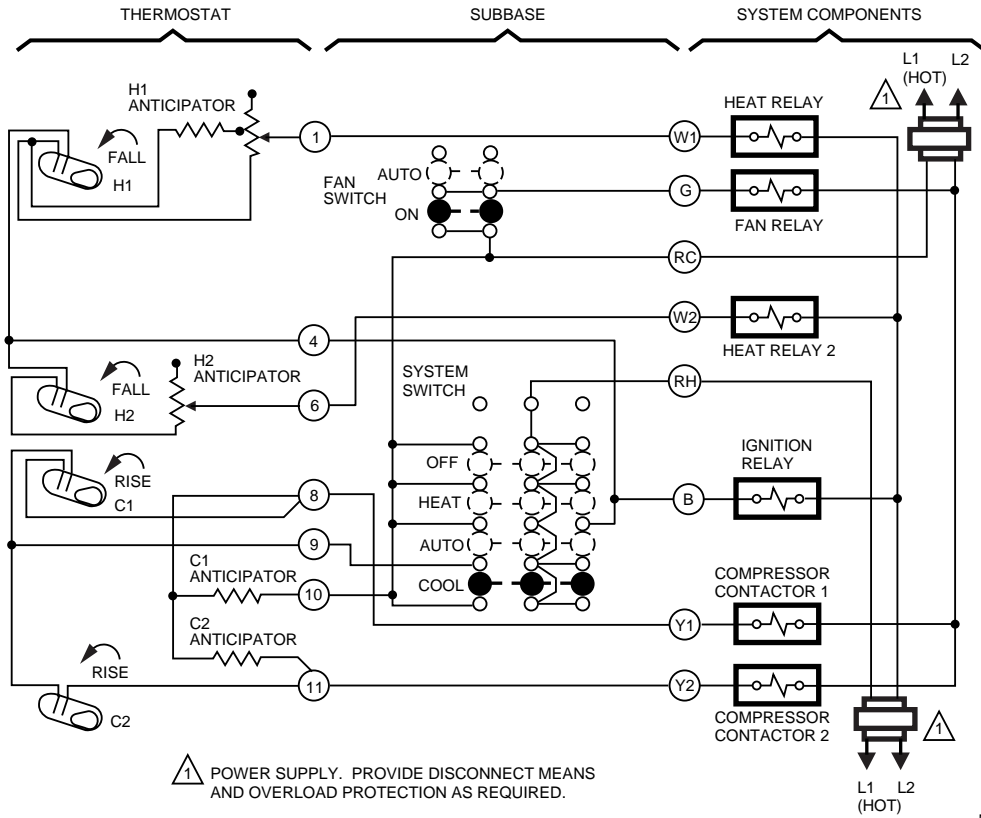 THERMOSTAT
SUBBASE
SYSTEM COMPONENTS
L1
(HOT)
L2
1
H1
ANTICIPATOR
HEAT RELAY
1
W1
FALL
H1
FAN
SWITCH
AUTO
ON
G
FAN RELAY
RC
4
W2
HEAT RELAY 2
H2
ANTICIPATOR
FALL
H2
6
SYSTEM
SWITCH
RH
RISE
C1
OFF
HEAT
AUTO
COOL
IGNITION
RELAY
8
B
9
C1
ANTICIPATOR
10
COMPRESSOR
CONTACTOR 1
Y1
C2
ANTICIPATOR
RISE
C2
11
Y2
COMPRESSOR
CONTACTOR 2
1
L1
(HOT)
L2
1
POWER SUPPLY. PROVIDE DISCONNECT MEANS
AND OVERLOAD PROTECTION AS REQUIRED.